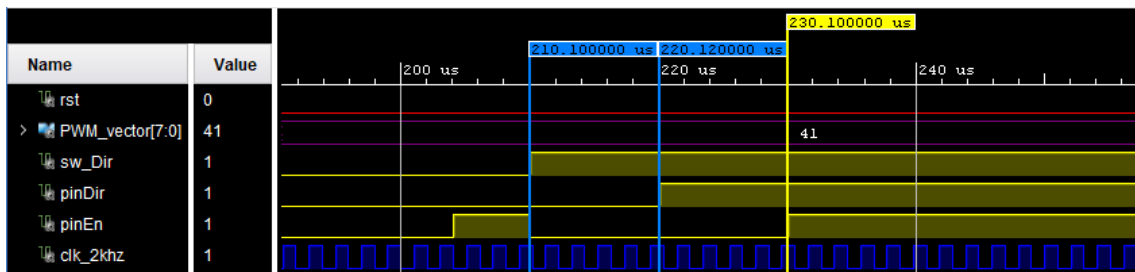 230.100000 us
210.100000 us 220.120000 us
Name Value
200 us 220 us 240 us
rst 0
> PWM_vector[7:0] 41 41
sw_Dir 1
pinDir 1
pinEn 1
clk_2khz 1